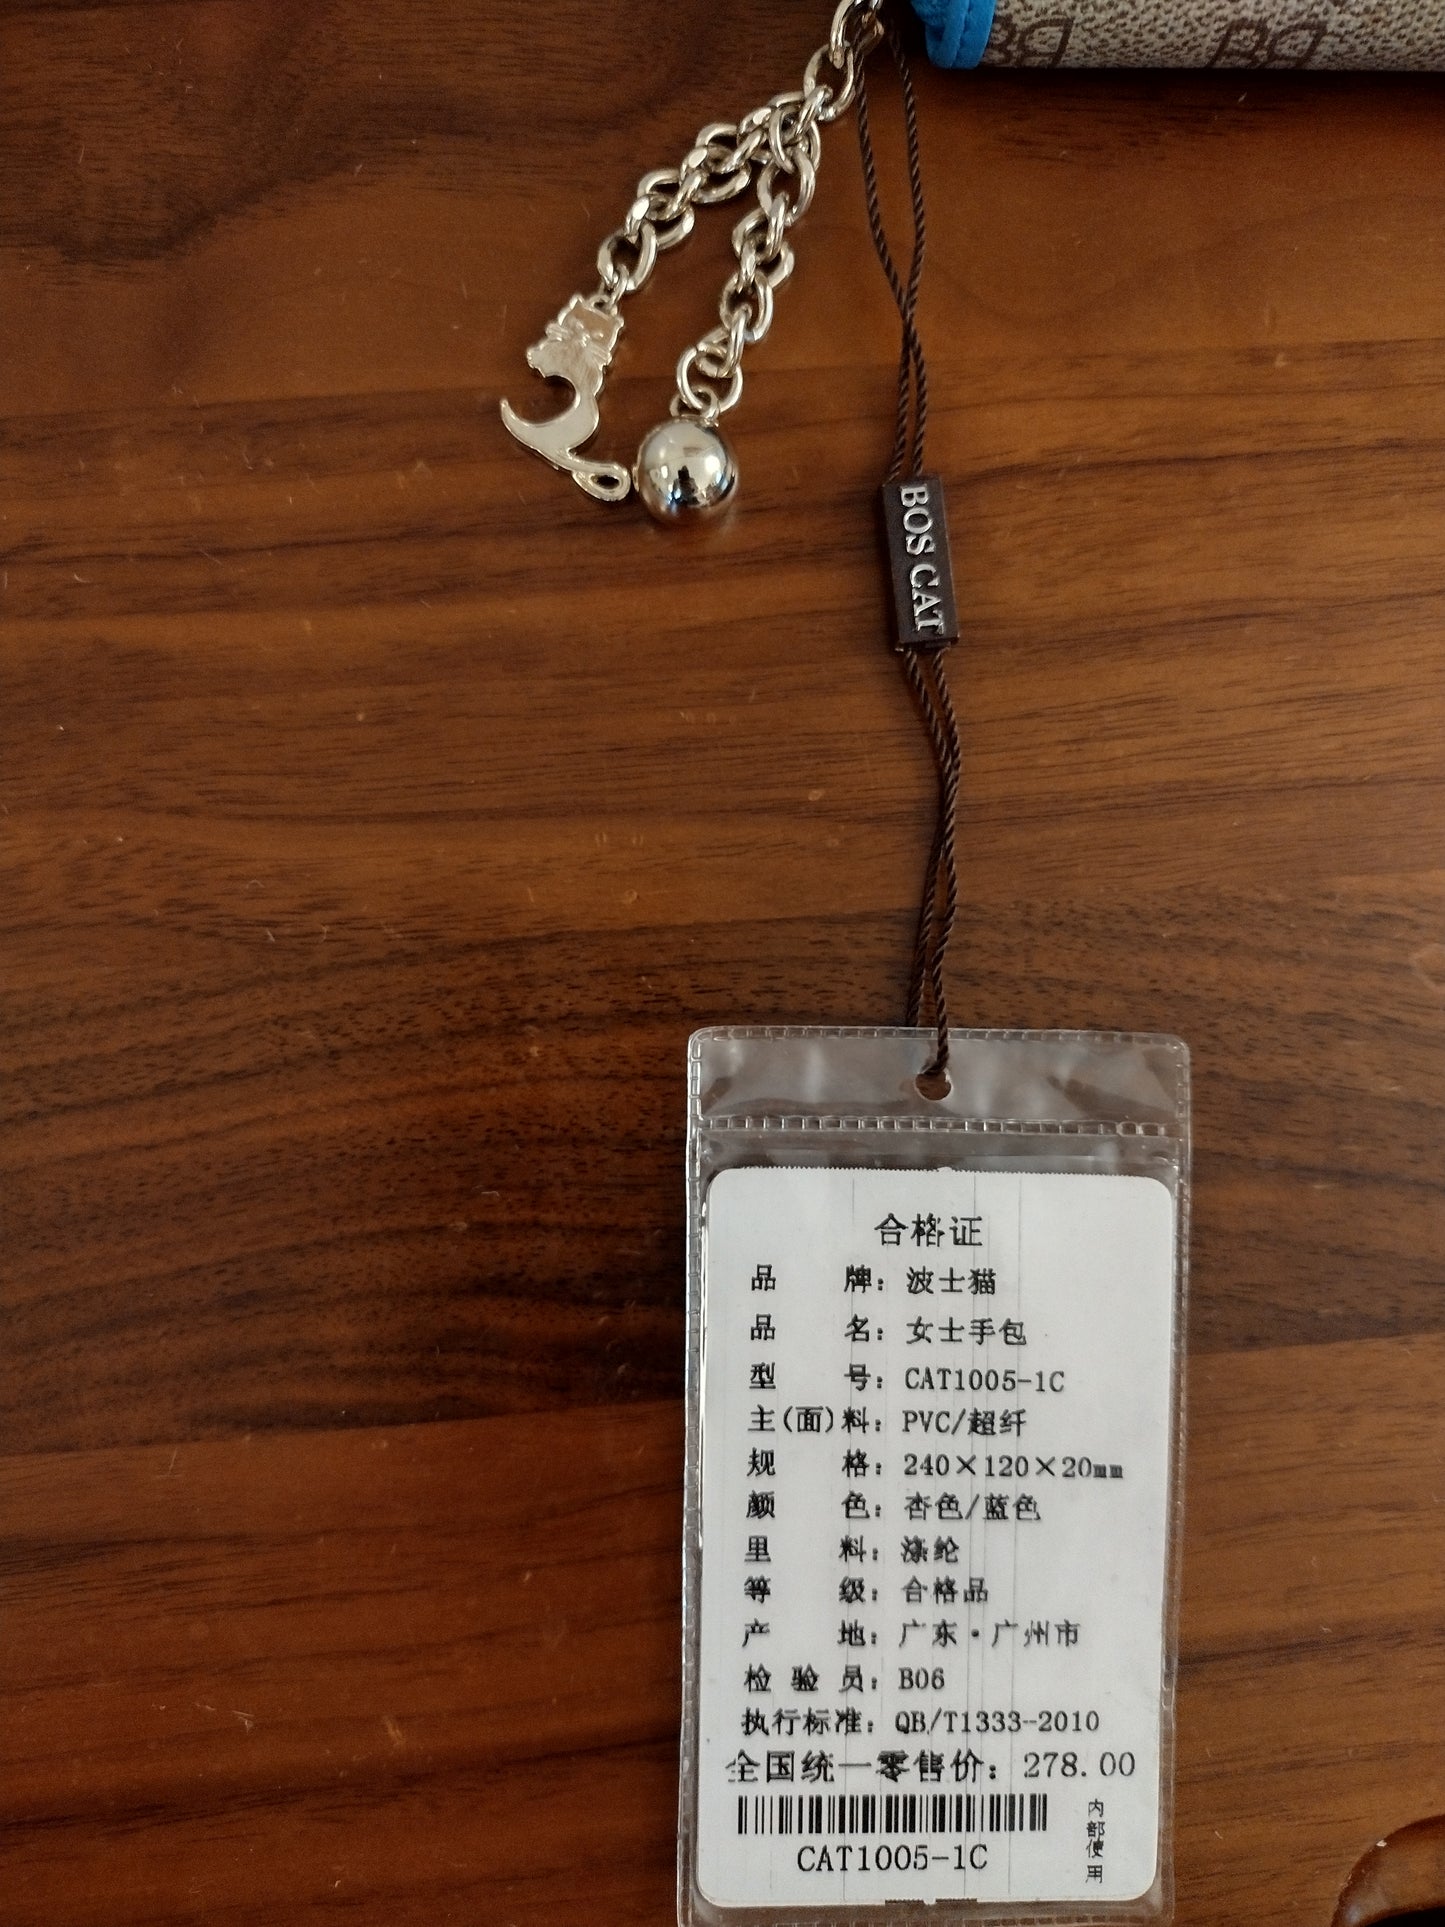 BOS CAT
合格证
品 牌：波士猫
品 名：女士手包
型 号：CAT1005-1C
主(面)料：PVC/超纤
规 格：240×120×20mm
颜 色：杏色/蓝色
里 料：涤纶
等 级：合格品
产 地：广东·广州市
检 验 员：B06
执行标准：QB/T1333-2010
全国统一零售价：278.00
CAT1005-1C
内部使用